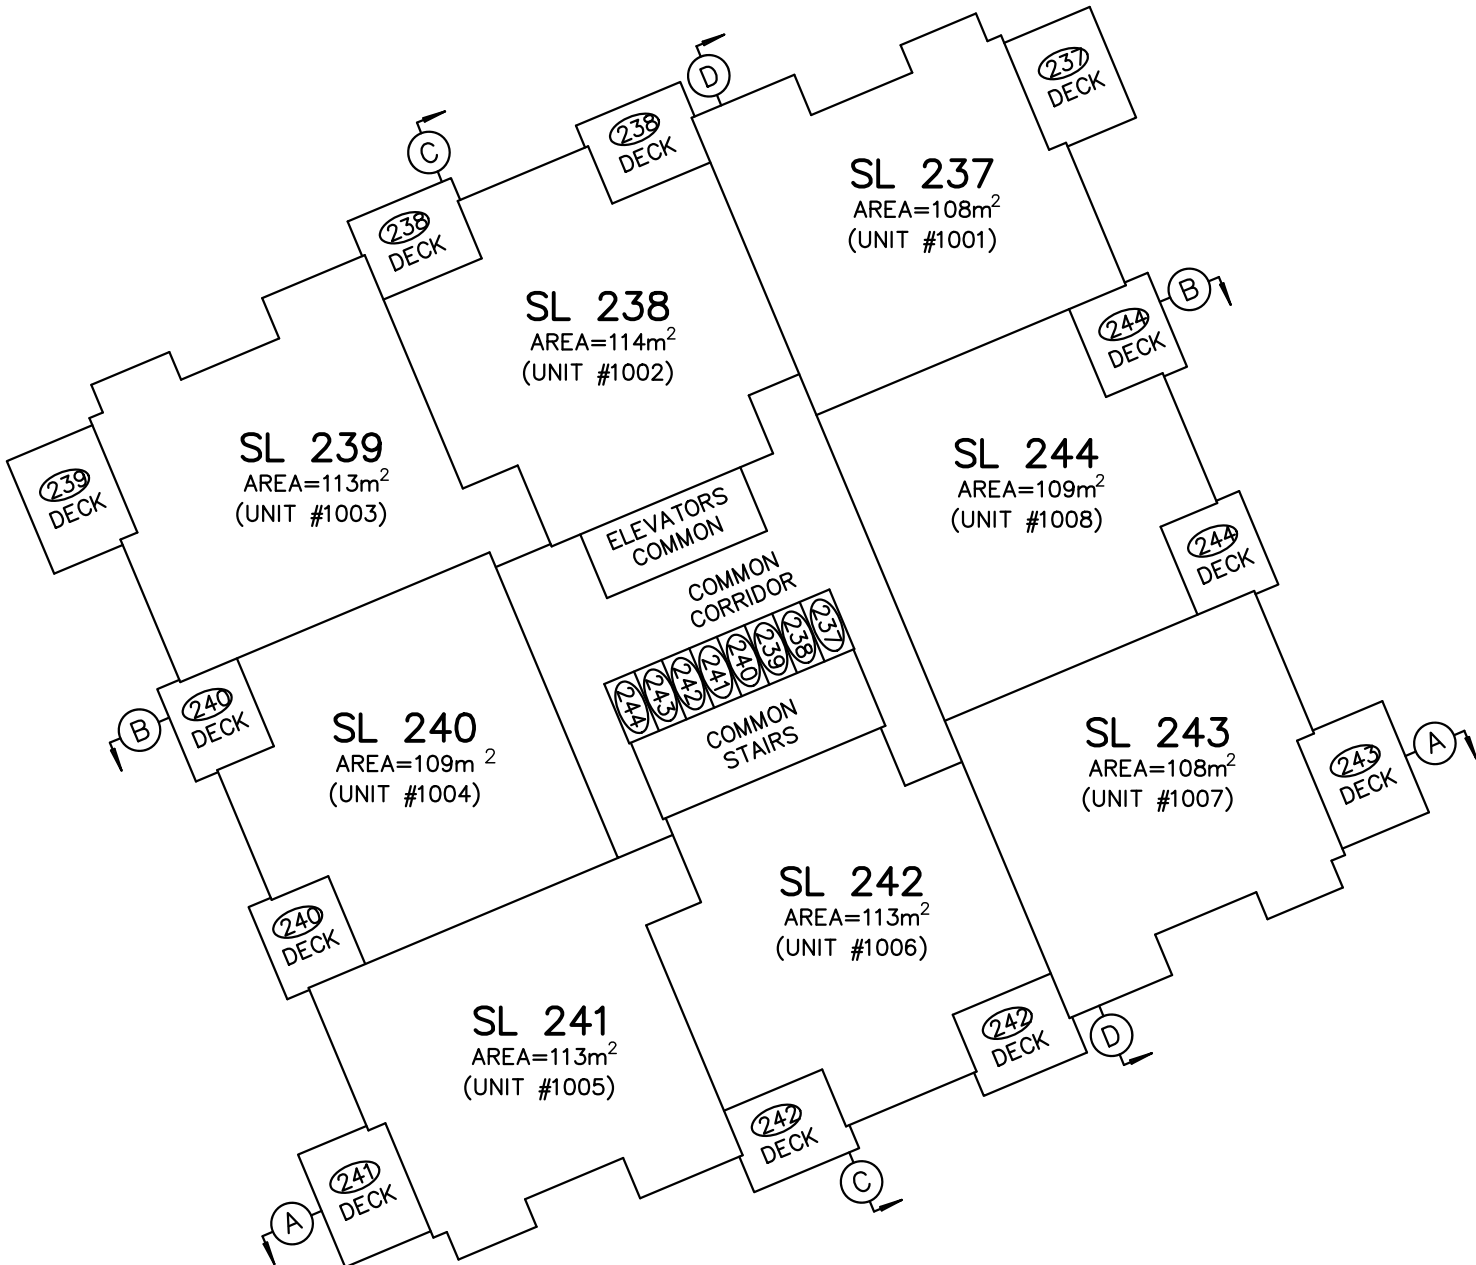 D
237
DECK
238
DECK
C
238
DECK
SL 237
AREA=108m²
(UNIT #1001)
B
244
DECK
SL 238
AREA=114m²
(UNIT #1002)
SL 239
AREA=113m²
(UNIT #1003)
239
DECK
SL 244
AREA=109m²
(UNIT #1008)
ELEVATORS
COMMON
244
DECK
COMMON
CORRIDOR
244
243
242
241
240
239
238
237
COMMON
STAIRS
240
DECK
B
SL 240
AREA=109m ²
(UNIT #1004)
SL 243
AREA=108m²
(UNIT #1007)
243
DECK
A
SL 242
AREA=113m²
(UNIT #1006)
240
DECK
SL 241
AREA=113m²
(UNIT #1005)
242
DECK
D
242
DECK
C
241
DECK
A